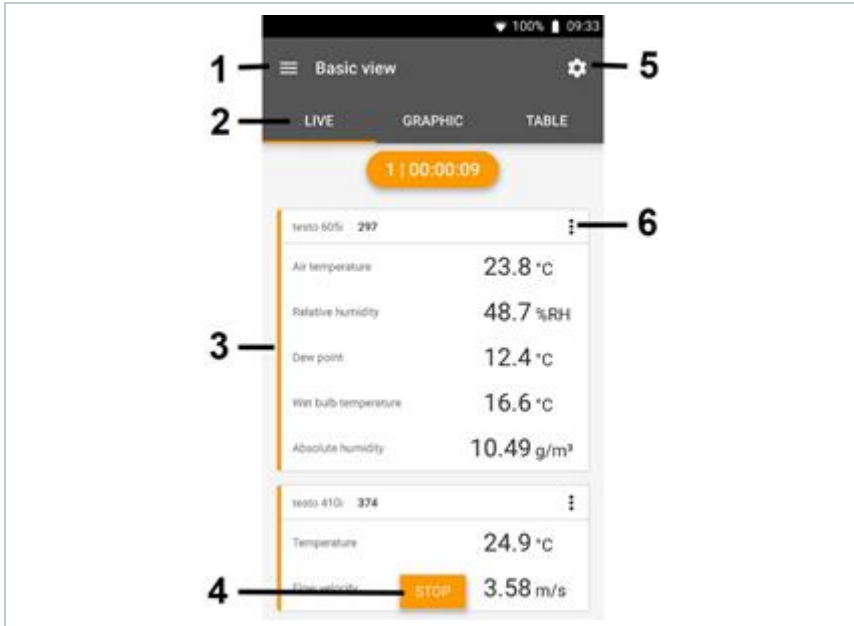 100% 09:33
1 Basic view 5
2 LIVE GRAPHIC TABLE
1 | 00:00:09
testo 605i 297 6
Air temperature 23.8 °C
Relative humidity 48.7 %RH
3
Dew point 12.4 °C
Wet bulb temperature 16.6 °C
Absolute humidity 10.49 g/m³
testo 410i 374
Temperature 24.9 °C
4 Flow velocity STOP 3.58 m/s